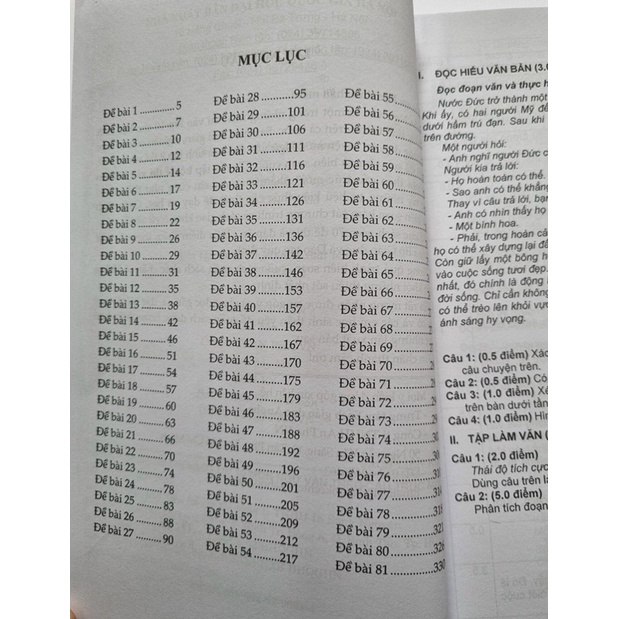 MỤC LỤC
Đề bài 1 ............ 5
Đề bài 2 ............ 7
Đề bài 3 ............ 10
Đề bài 4 ............ 12
Đề bài 5 ............ 14
Đề bài 6 ............ 17
Đề bài 7 ............ 19
Đề bài 8 ............ 22
Đề bài 9 ............ 26
Đề bài 10 .......... 29
Đề bài 11 .......... 31
Đề bài 12 .......... 35
Đề bài 13 .......... 38
Đề bài 14 .......... 42
Đề bài 15 .......... 46
Đề bài 16 .......... 51
Đề bài 17 .......... 54
Đề bài 18 .......... 57
Đề bài 19 .......... 60
Đề bài 20 .......... 63
Đề bài 21 .......... 66
Đề bài 22 .......... 70
Đề bài 23 .......... 74
Đề bài 24 .......... 78
Đề bài 25 .......... 83
Đề bài 26 .......... 88
Đề bài 27 .......... 90
Đề bài 28 .......... 95
Đề bài 29 .........101
Đề bài 30 .........106
Đề bài 31 .........111
Đề bài 32 .........116
Đề bài 33 .........121
Đề bài 34 .........126
Đề bài 35 .........131
Đề bài 36 .........136
Đề bài 37 .........142
Đề bài 38 .........146
Đề bài 39 .........153
Đề bài 40 .........157
Đề bài 41 .........162
Đề bài 42 .........167
Đề bài 43 .........170
Đề bài 44 .........175
Đề bài 45 .........179
Đề bài 46 .........183
Đề bài 47 .........188
Đề bài 48 .........192
Đề bài 49 .........196
Đề bài 50 .........201
Đề bài 51 .........205
Đề bài 52 .........209
Đề bài 53 .........212
Đề bài 54 .........217
Đề bài 55
Đề bài 56
Đề bài 57
Đề bài 58
Đề bài 59
Đề bài 60
Đề bài 61
Đề bài 62
Đề bài 63
Đề bài 64
Đề bài 65
Đề bài 66
Đề bài 67
Đề bài 68
Đề bài 69
Đề bài 70
Đề bài 71
Đề bài 72
Đề bài 73
Đề bài 74
Đề bài 75
Đề bài 76
Đề bài 77
Đề bài 78
Đề bài 79 .........321
Đề bài 80 .........326
Đề bài 81 .........330
I. ĐỌC HIỂU VĂN BẢN (3.
Đọc đoạn văn và thực h
Nước Đức trở thành một
Khi ấy, có hai người Mỹ đế
dưới hầm trú đạn. Sau khi
trên đường.
Một người hỏi:
- Anh nghĩ người Đức c
Người kia trả lời:
- Họ hoàn toàn có thể.
- Sao anh có thể khẳng
Thay vì câu trả lời, bạn
- Anh có nhìn thấy họ
- Một bình hoa.
- Phải, trong hoàn cả
họ có thể xây dựng lại đấ
Còn giữ lấy một bông h
vào cuộc sống tươi đẹp.
nhất, đó chính là động l
đời sống. Chỉ cần không
có thể trèo lên khỏi vực
ánh sáng hy vọng.
Câu 1: (0.5 điểm) Xác
câu chuyện trên.
Câu 2: (0.5 điểm) Có
Câu 3: (1.0 điểm) Xé
trên bàn dưới tần
Câu 4: (1.0 điểm) Hìn
II. TẬP LÀM VĂN (
Câu 1: (2.0 điểm)
Thái độ tích cực
Dùng câu trên là
Câu 2: (5.0 điểm)
Phân tích đoạn